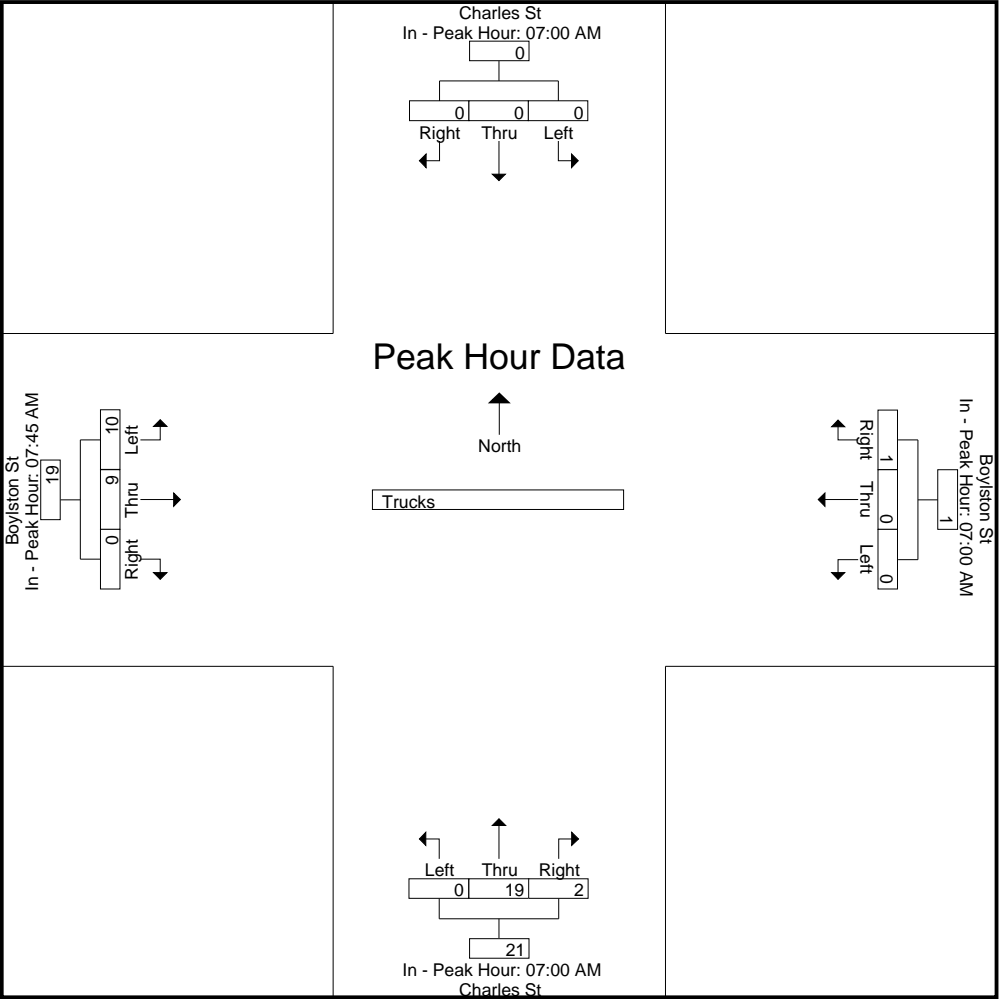 Charles St
In - Peak Hour: 07:00 AM
0
0 0 0
Right Thru Left
Peak Hour Data
North
Trucks
Boylston St
In - Peak Hour: 07:45 AM
19
10 9 0
Left Thru Right
Boylston St
In - Peak Hour: 07:00 AM
1
1 0 0
Right Thru Left
Left Thru Right
0 19 2
21
In - Peak Hour: 07:00 AM
Charles St